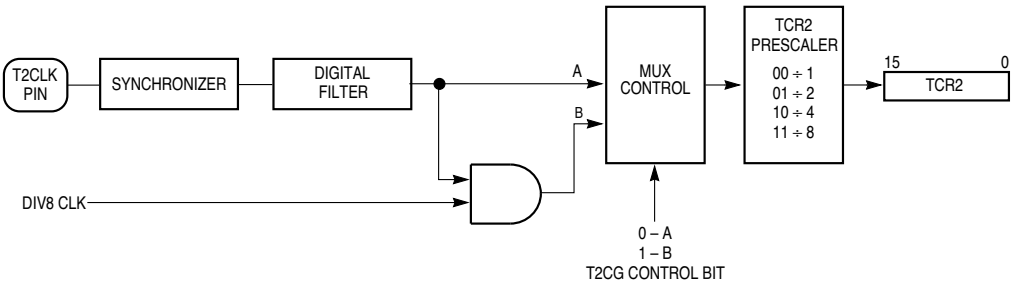 T2CLK
PIN
SYNCHRONIZER
DIGITAL
FILTER
A
B
MUX
CONTROL
TCR2
PRESCALER
00 ÷ 1
01 ÷ 2
10 ÷ 4
11 ÷ 8
15 0
TCR2
DIV8 CLK
0 – A
1 – B
T2CG CONTROL BIT